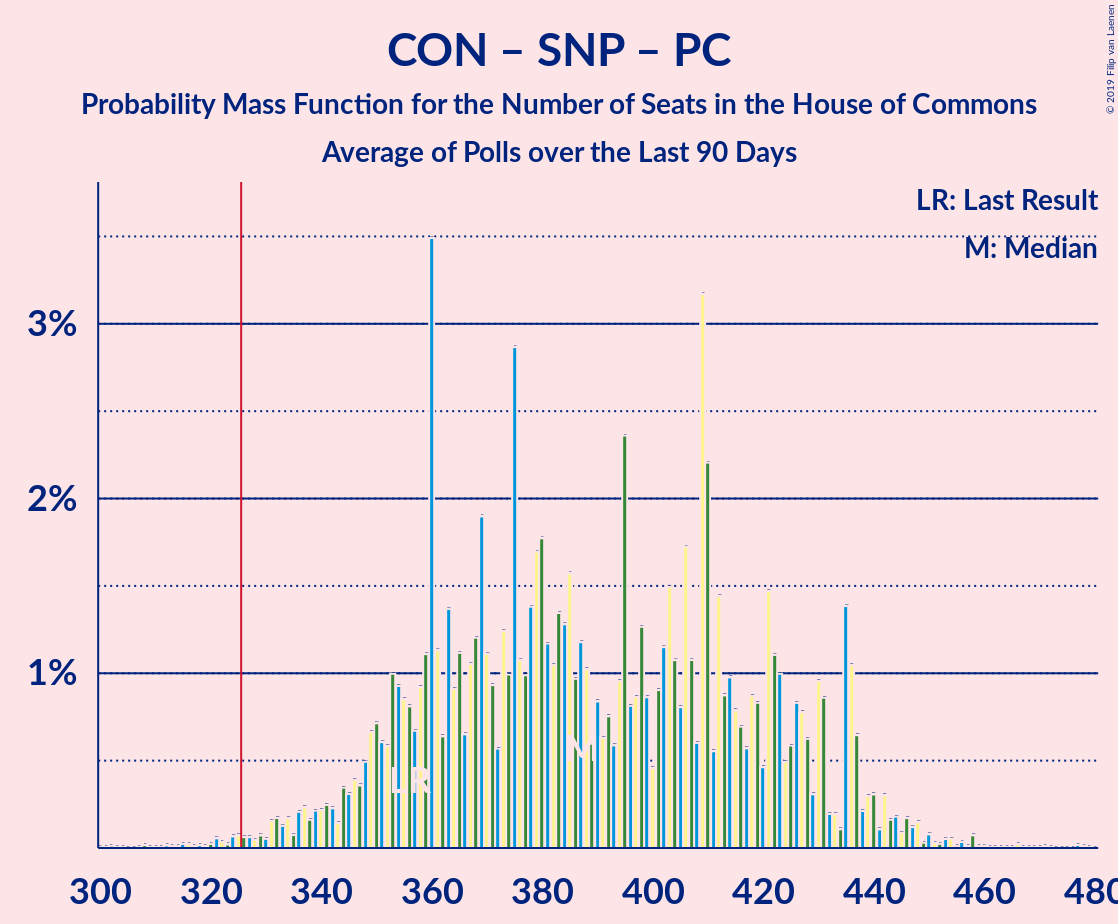 CON – SNP – PC
Probability Mass Function for the Number of Seats in the House of Commons
Average of Polls over the Last 90 Days
© 2019 Filip van Laenen
LR: Last Result
M: Median
3%
2%
1%
LR
M
300 320 340 360 380 400 420 440 460 480